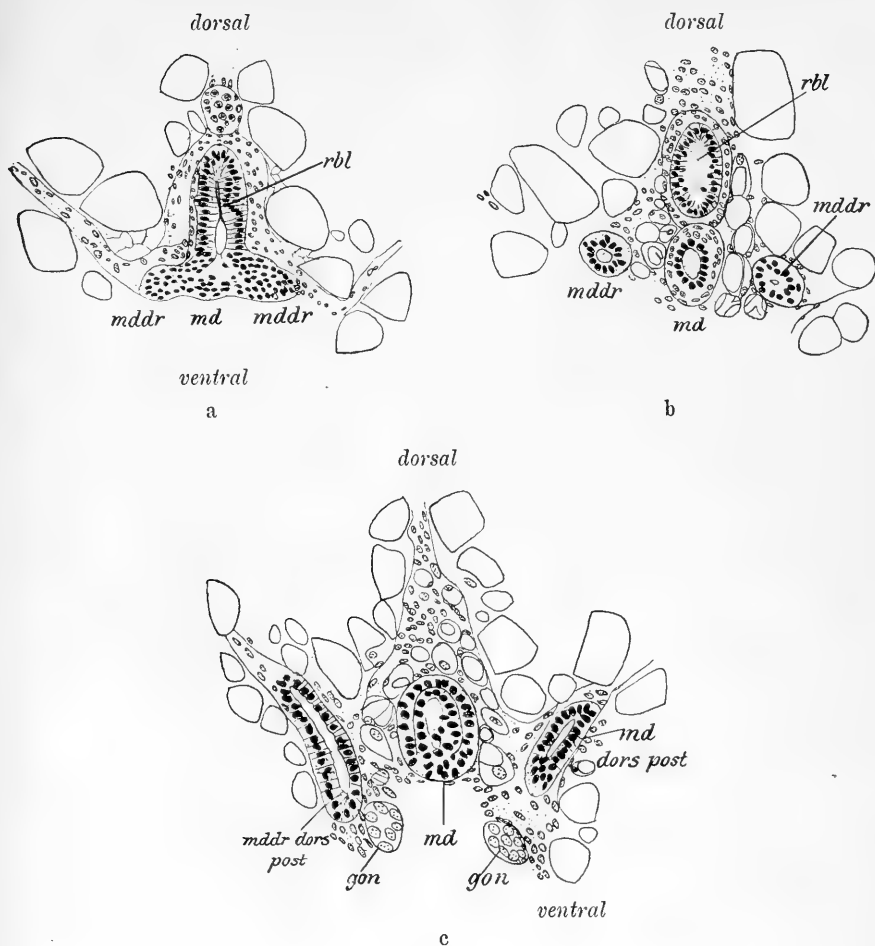 dorsal
rbl
mddr md mddr
ventral
a
dorsal
rbl
mddr
mddr
md
b
dorsal
md
dors post
mddr dors
post
gon
md
gon
ventral
c